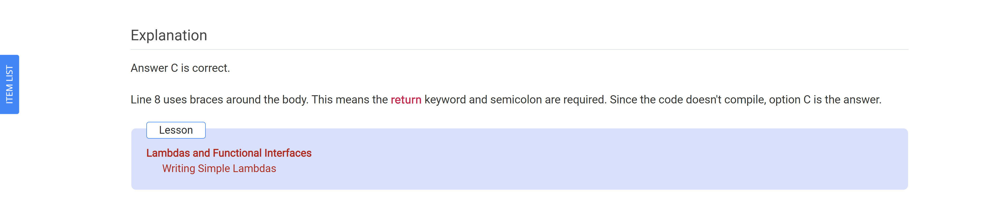 Explanation
ITEM LIST
Answer C is correct.
Line 8 uses braces around the body. This means the return keyword and semicolon are required. Since the code doesn't compile, option C is the answer.
Lesson
Lambdas and Functional Interfaces
Writing Simple Lambdas